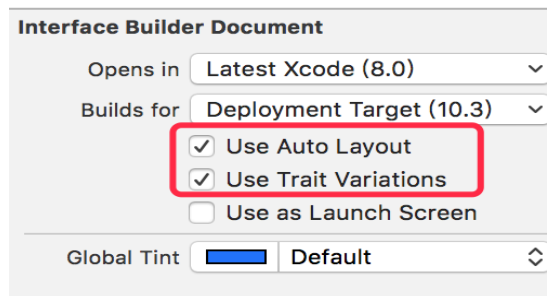 Interface Builder Document
Opens in Latest Xcode (8.0)
Builds for Deployment Target (10.3)
Use Auto Layout
Use Trait Variations
Use as Launch Screen
Global Tint Default